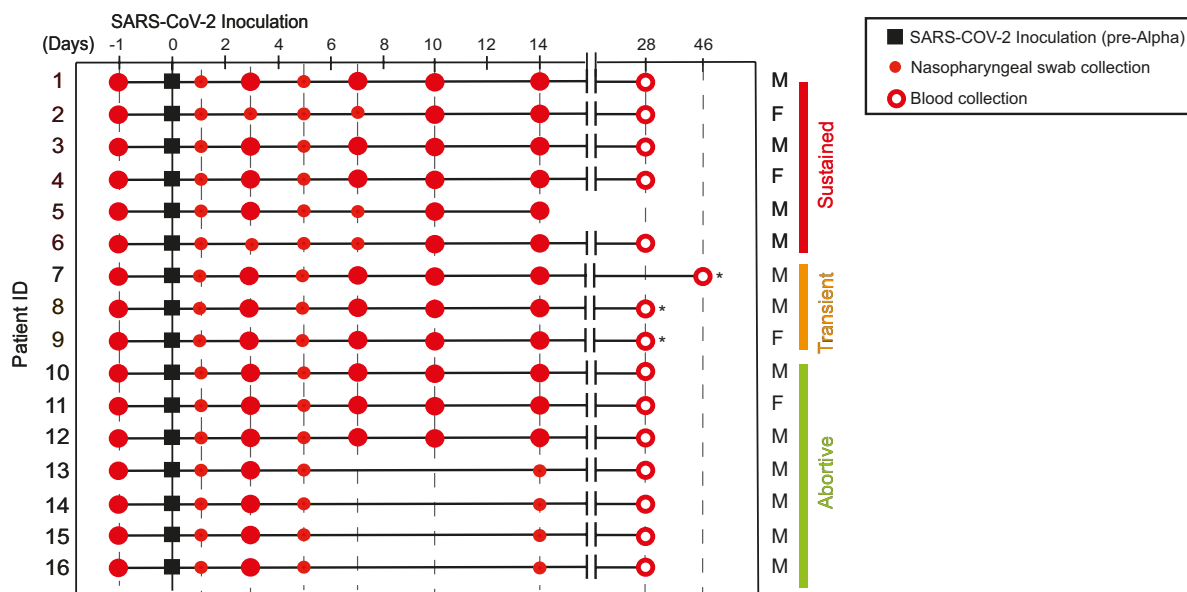 SARS-CoV-2 Inoculation
(Days) -1 0 2 4 6 8 10 12 14 28 46
SARS-COV-2 Inoculation (pre-Alpha)
Nasopharyngeal swab collection
Blood collection
Patient ID
1 M
2 F
3 M
4 F
5 M
6 M
7 * M
8 * M
9 * F
10 M
11 F
12 M
13 M
14 M
15 M
16 M
Sustained
Transient
Abortive